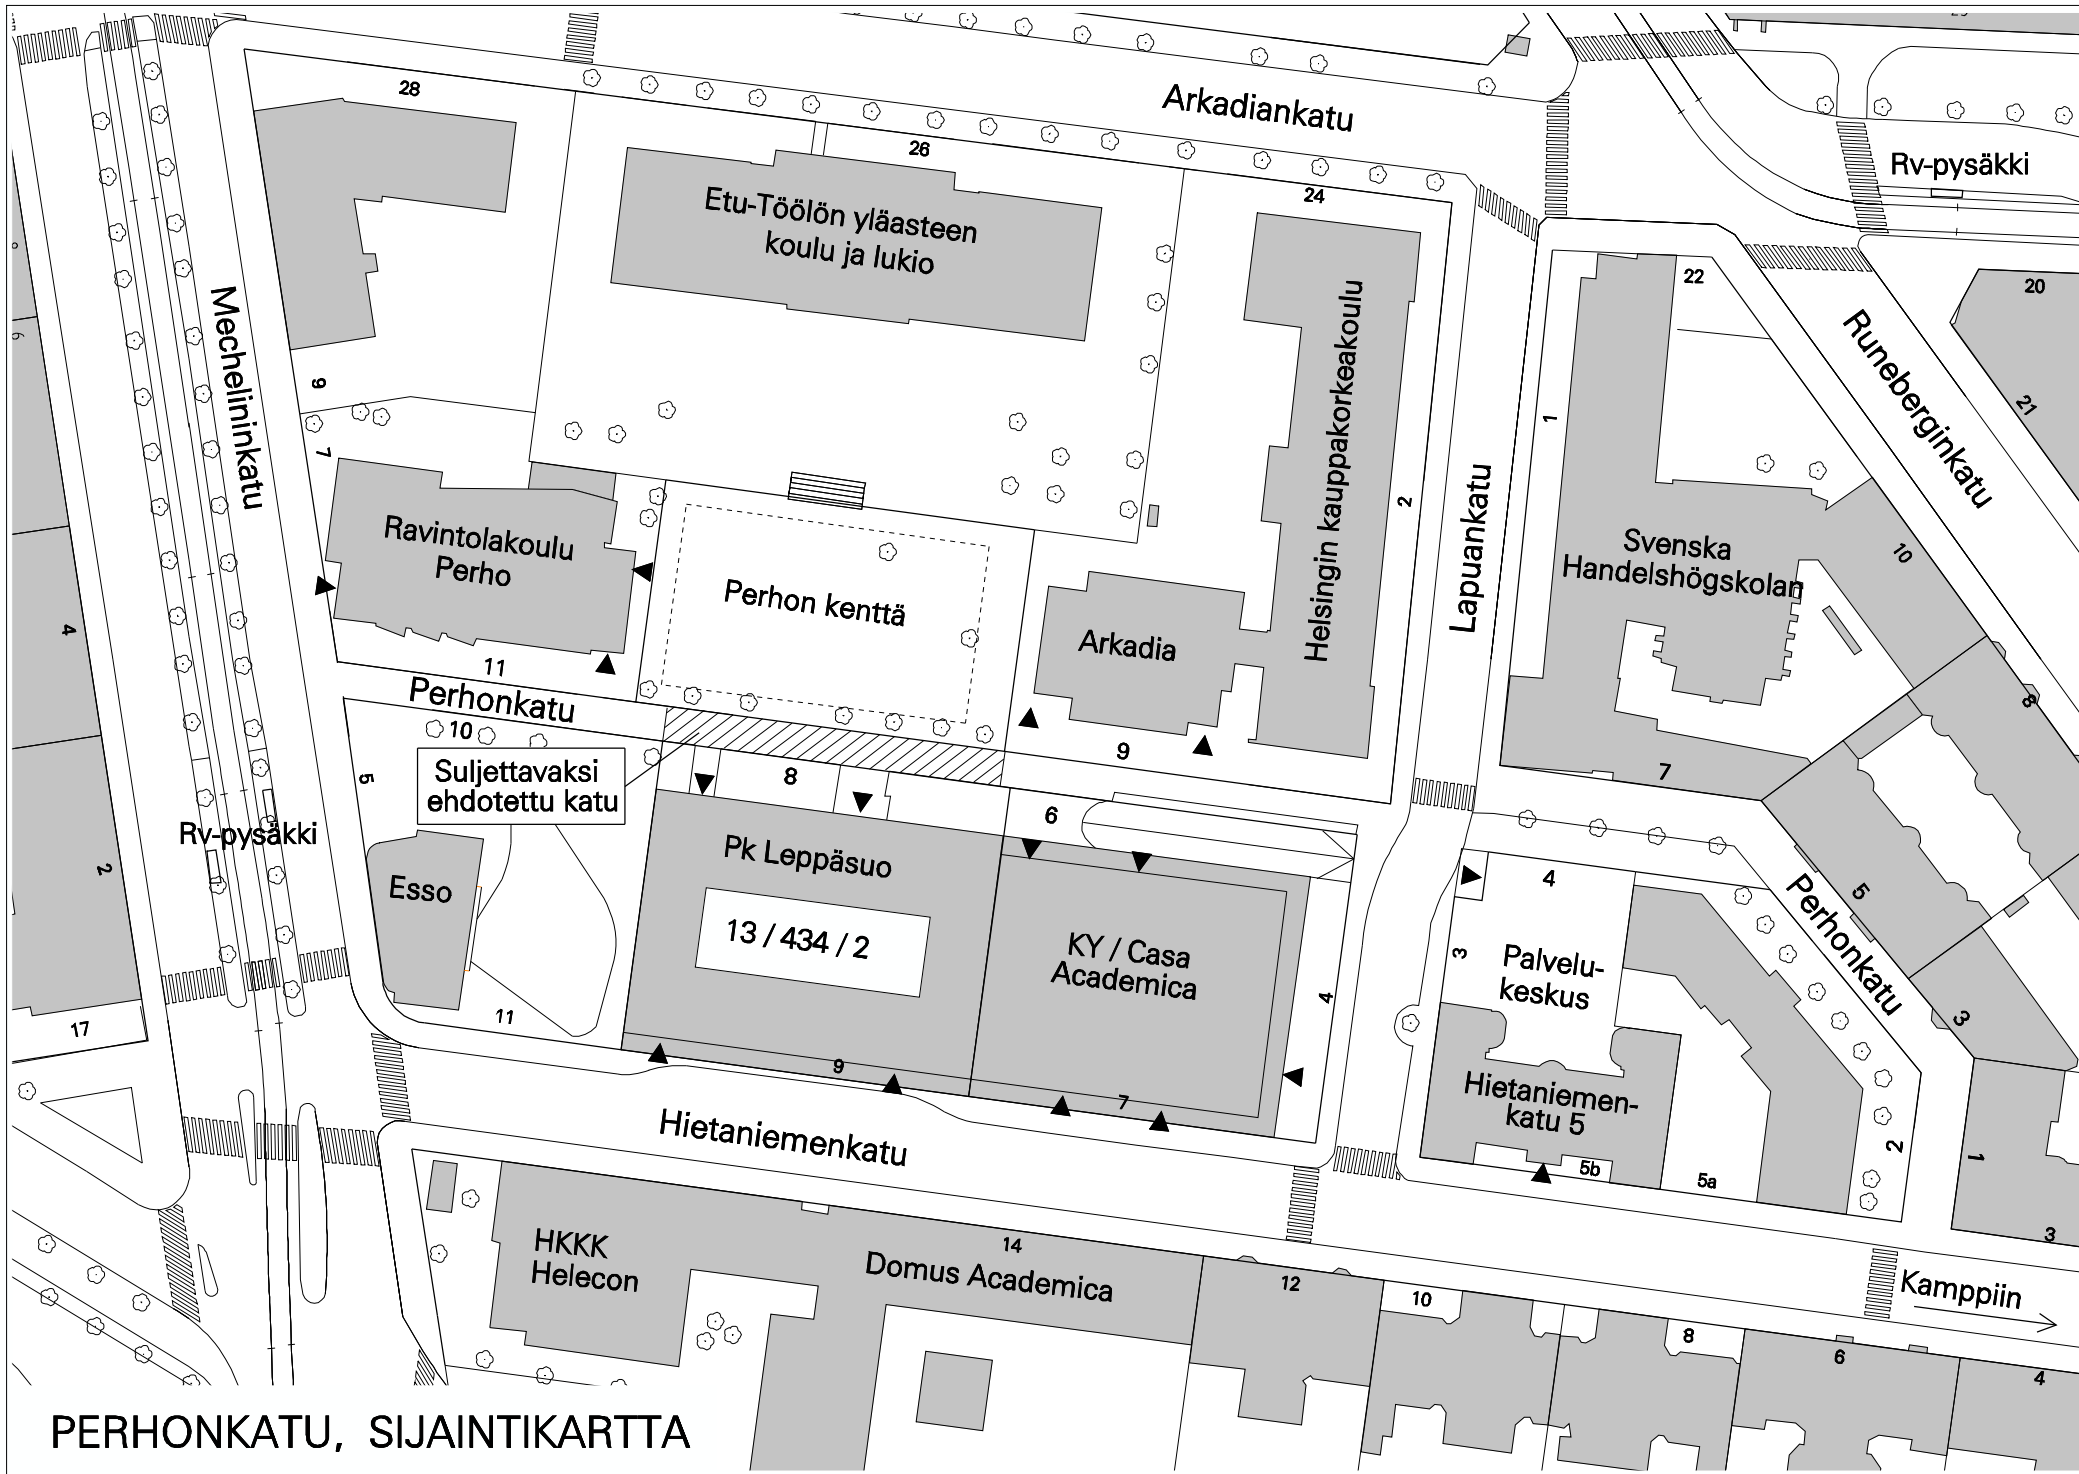 28
Arkadiankatu
26
Rv-pysäkki
Etu-Töölön yläasteen
koulu ja lukio
24
22
20
Mechelininkatu
Helsingin kauppakorkeakoulu
Runeberginkatu
9
7
1
21
2
Lapuankatu
Ravintolakoulu
Perho
Perhon kenttä
Svenska
Handelshögskolan
10
4
Arkadia
11
Perhonkatu
10
8
9
5
Suljettavaksi
ehdotettu katu
8
7
6
Rv-pysäkki
2
Esso
Pk Leppäsuo
4
Perhonkatu
5
13 / 434 / 2
KY / Casa
Academica
3
Palvelu-
keskus
4
17
11
3
9
7
Hietaniemen-
katu 5
Hietaniemenkatu
2
1
5b
5a
HKKK
Helecon
14
Domus Academica
12
10
3
Kamppiin
8
6
4
PERHONKATU, SIJAINTIKARTTA